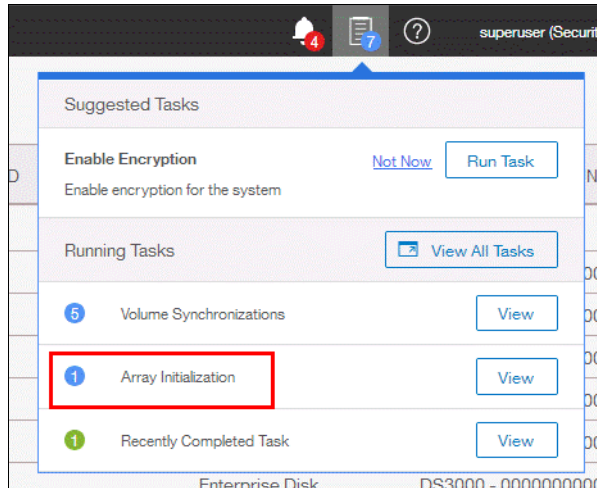 4
7
?
superuser (Securit
Suggested Tasks
Enable Encryption
Not Now
Run Task
Enable encryption for the system
Running Tasks
View All Tasks
5
Volume Synchronizations
View
1
Array Initialization
View
1
Recently Completed Task
View
Enterprise Disk
DS3000 - 0000000000